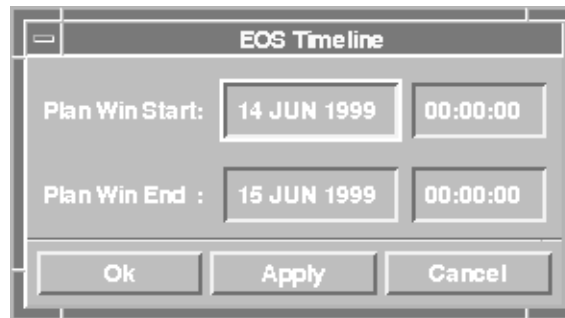 EOS Timeline
Plan Win Start: 14 JUN 1999 00:00:00
Plan Win End : 15 JUN 1999 00:00:00
Ok Apply Cancel